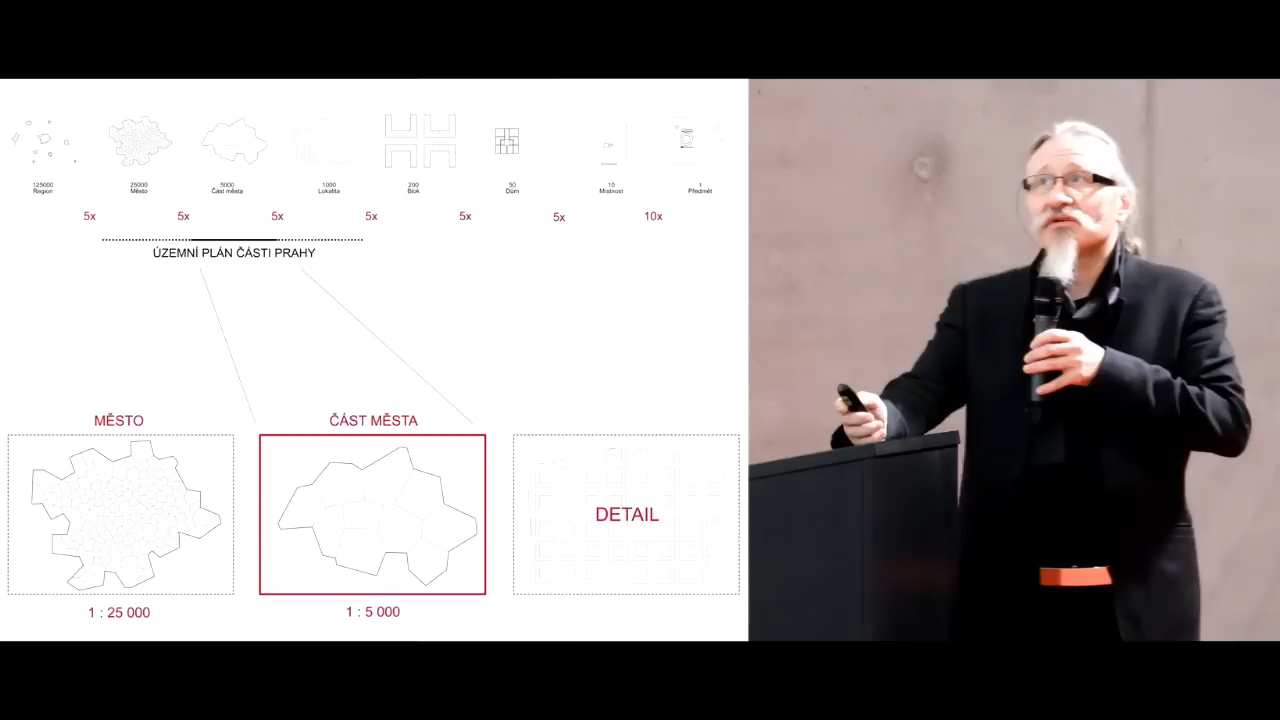 125000 25000 5000 1000 200 50 10 1
Region Město Část města Lokalita Blok Dům Místnost Předmět
5x 5x 5x 5x 5x 5x 10x
ÚZEMNÍ PLÁN ČÁSTI PRAHY
MĚSTO ČÁST MĚSTA
DETAIL
1 : 25 000 1 : 5 000